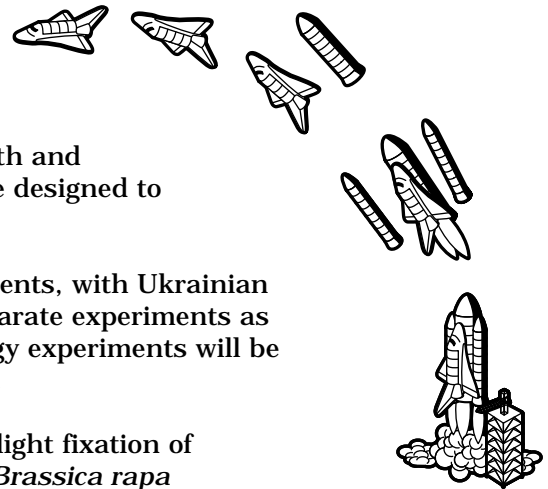 th and
e designed to
ents, with Ukrainian
arate experiments as
gy experiments will be
light fixation of
Brassica rapa